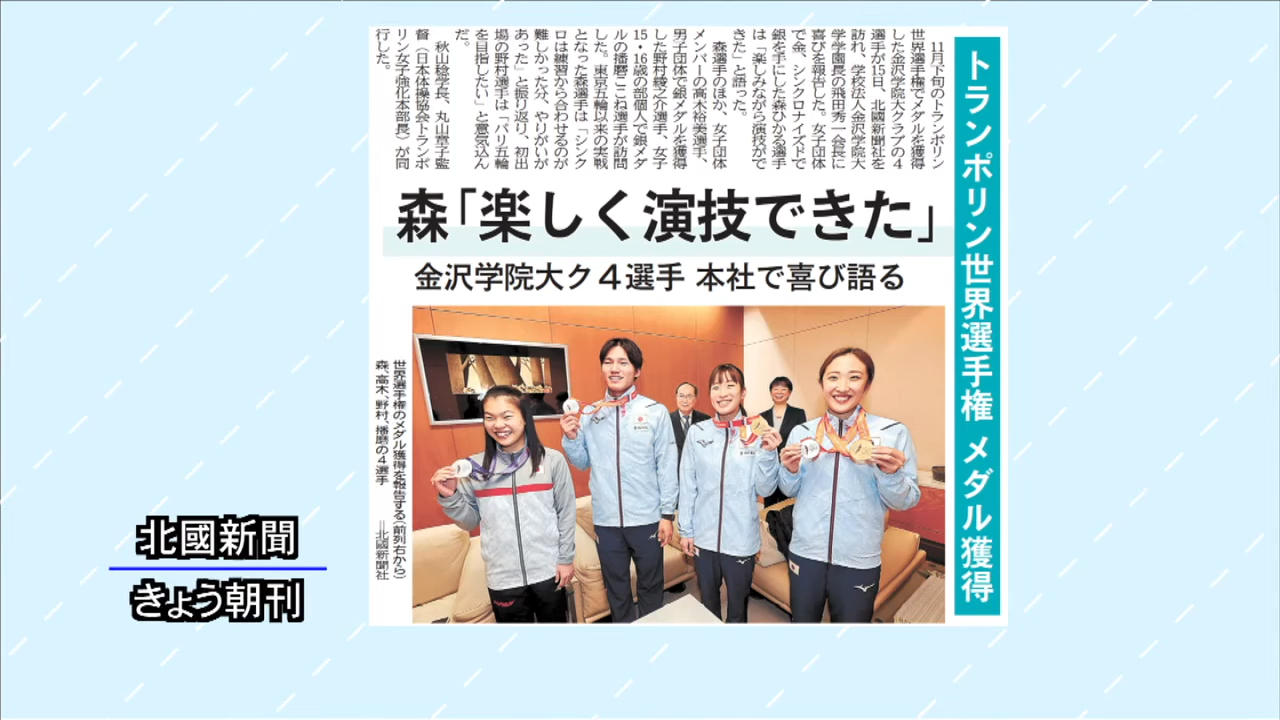 トランポリン世界選手権 メダル獲得
森「楽しく演技できた」
金沢学院大ク４選手 本社で喜び語る
11月下旬のトランポリン
世界選手権でメダルを獲得
した金沢学院大クラブの４
選手が15日、北國新聞社を
訪れ、学校法人金沢学院大
学学園長の飛田秀一会長に
喜びを報告した。女子団体
で金、シンクロナイズドで
銀を手にした森ひかる選手
は「楽しみながら演技がで
きた」と語った。
森選手のほか、女子団体
メンバーの高木裕美選手、
男子団体で銀メダルを獲得
した野村綾之介選手、女子
15・16歳の部個人で銀メダ
ルの播磨ここね選手が訪問
した。東京五輪以来の実戦
となった森選手は「シンク
ロは練習から合わせるのが
難しかった分、やりがいが
あった」と振り返り、初出
場の野村選手は「パリ五輪
を目指したい」と意気込ん
だ。
秋山稔学長、丸山章子監
督（日本体操協会トランポ
リン女子強化本部長）が同
行した。
世界選手権のメダル獲得を報告する（前列右から）
森、高木、野村、播磨の４選手
＝北國新聞社
北國新聞
きょう朝刊